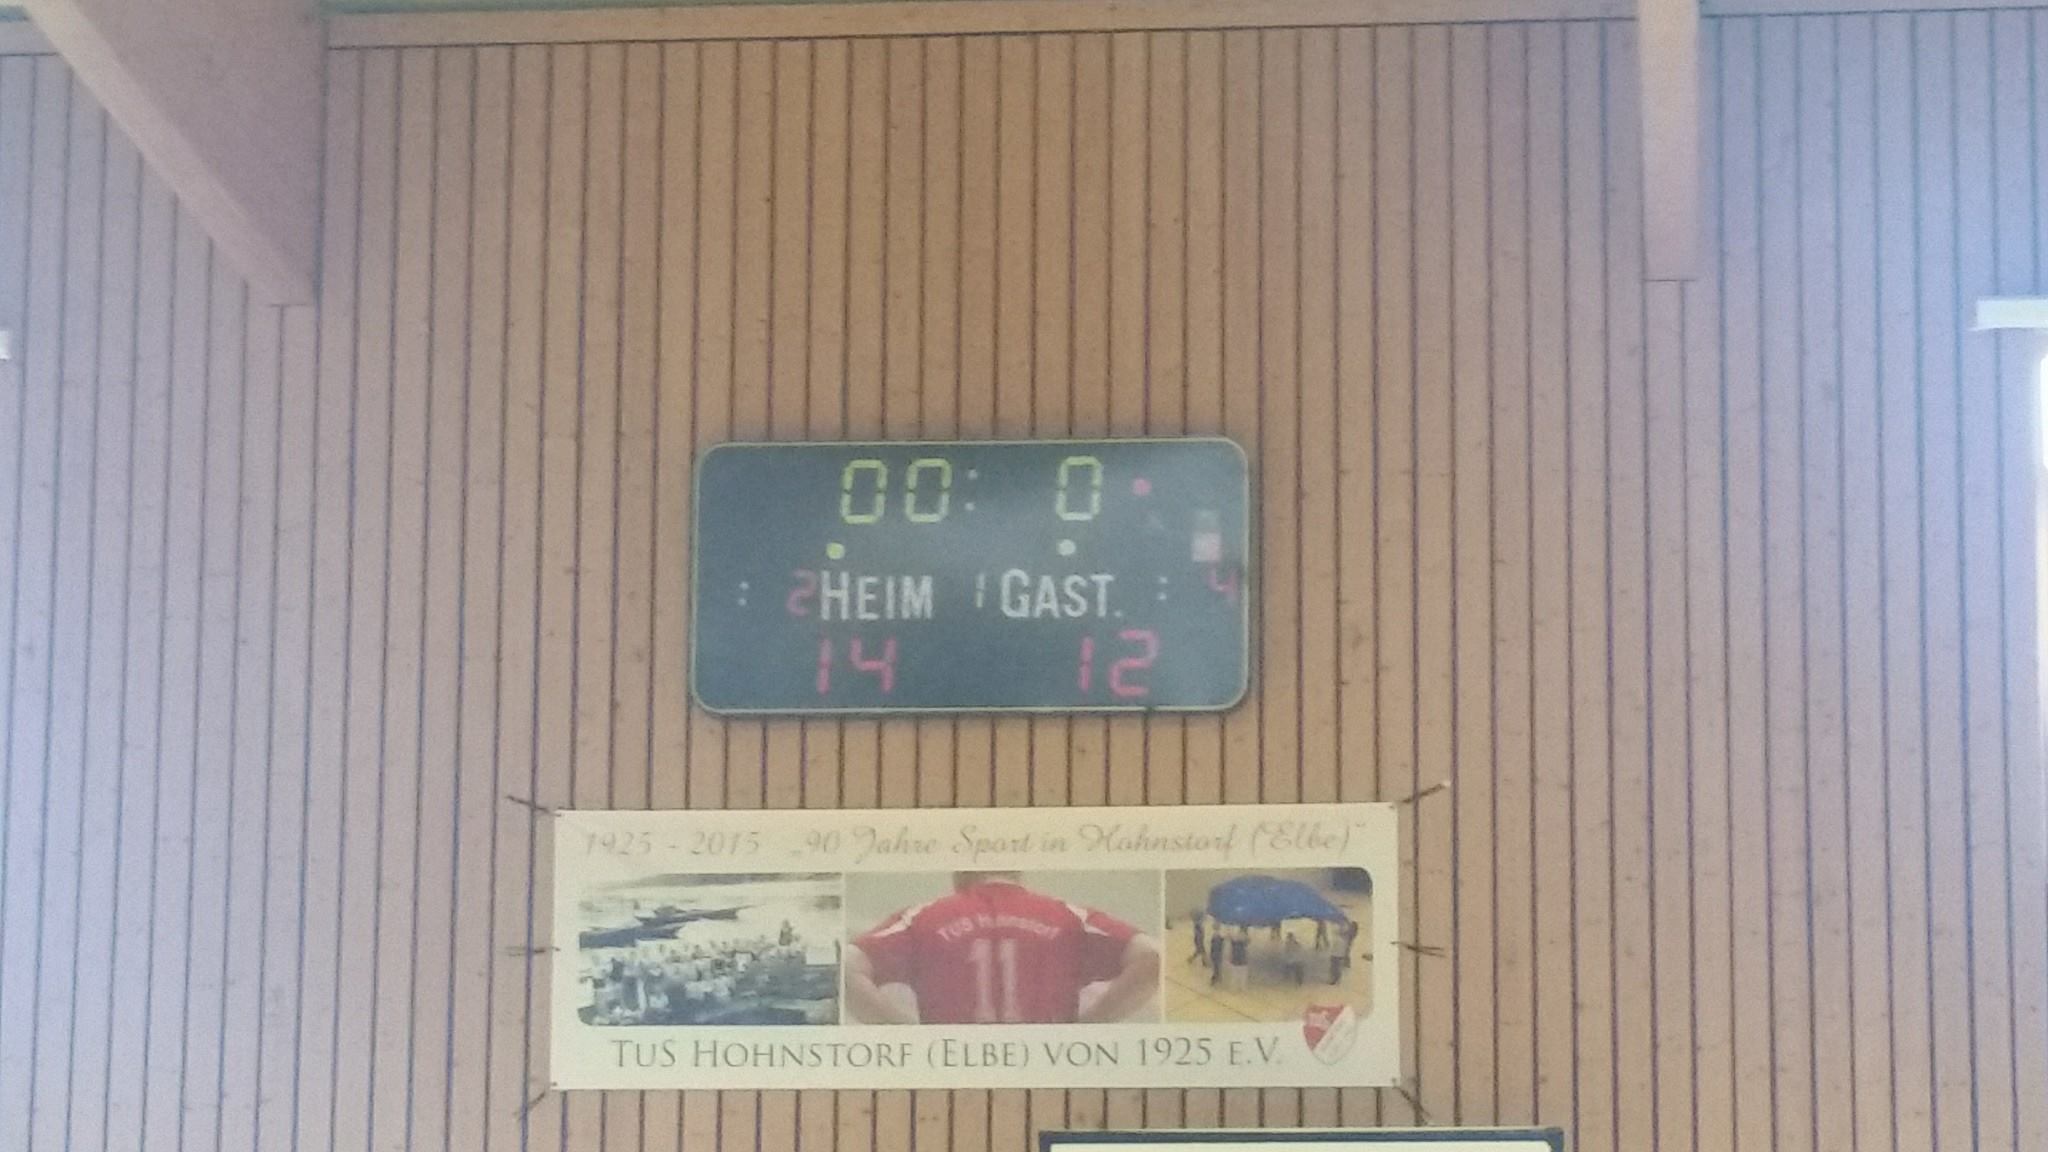 00: 0
: 2 HEIM 1 GAST. : 4
14 12
1925 - 2015 „90 Jahre Sport in Hohnstorf (Elbe)"
TUS Hohnstorf
11
TUS HOHNSTORF (ELBE) VON 1925 E.V.